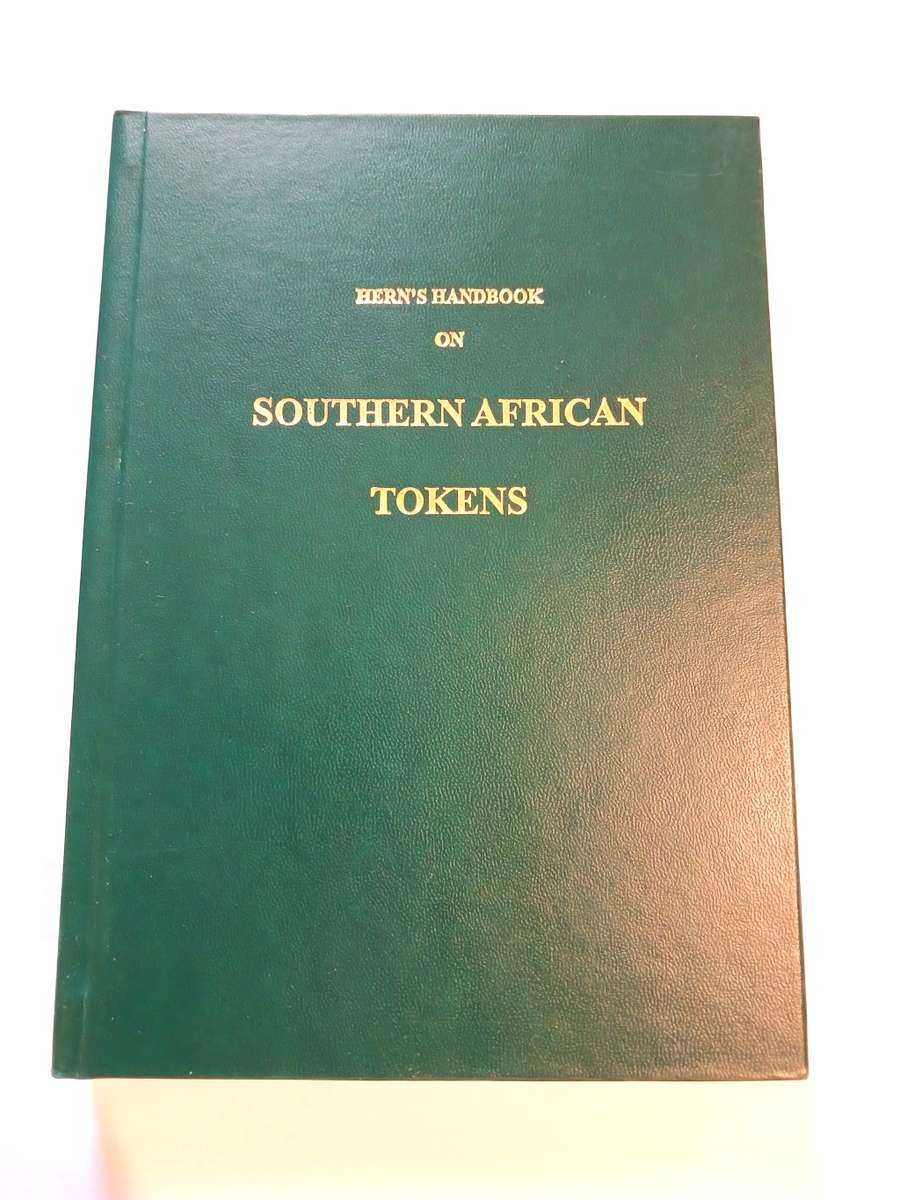 HERN'S HANDBOOK
ON
SOUTHERN AFRICAN
TOKENS